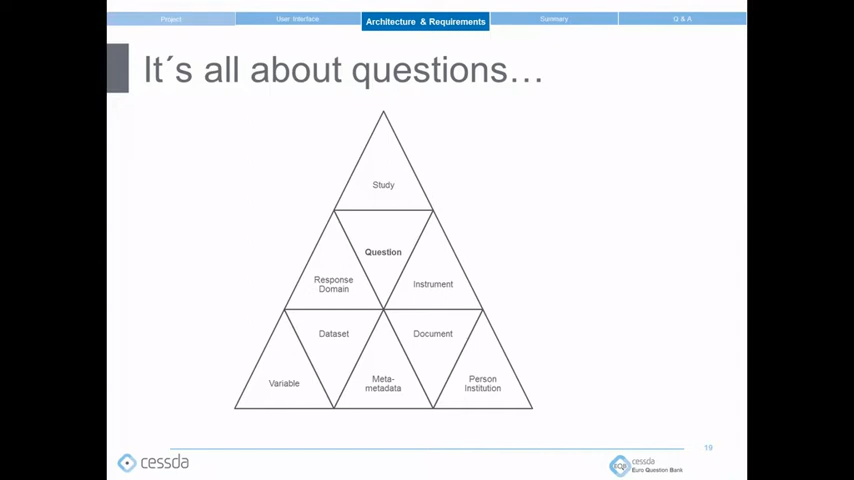 Project
User Interface
Architecture & Requirements
Summary
Q & A
It´s all about questions…
Study
Question
Response
Domain
Instrument
Dataset
Document
Variable
Meta-
metadata
Person
Institution
19
cessda
EQB
cessda
Euro Question Bank